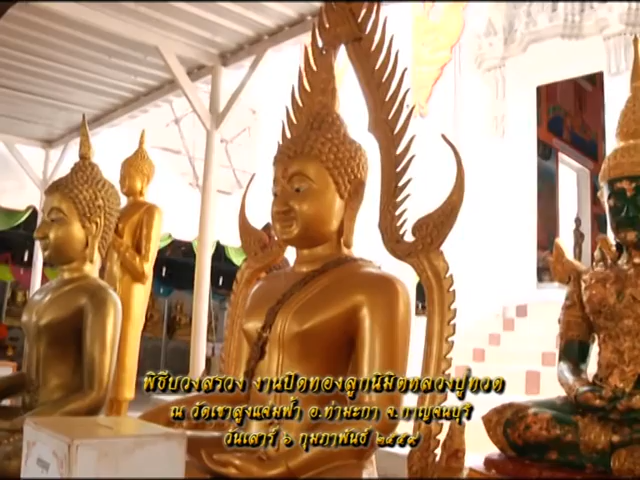 พิธีบวงสรวง งานปิดทองลูกนิมิตหลวงปู่ทวด
ณ วัดเขาสูงแจ่มฟ้า อ.ท่ามะกา จ.กาญจนบุรี
วันเสาร์ ๖ กุมภาพันธ์ ๒๕๕๙